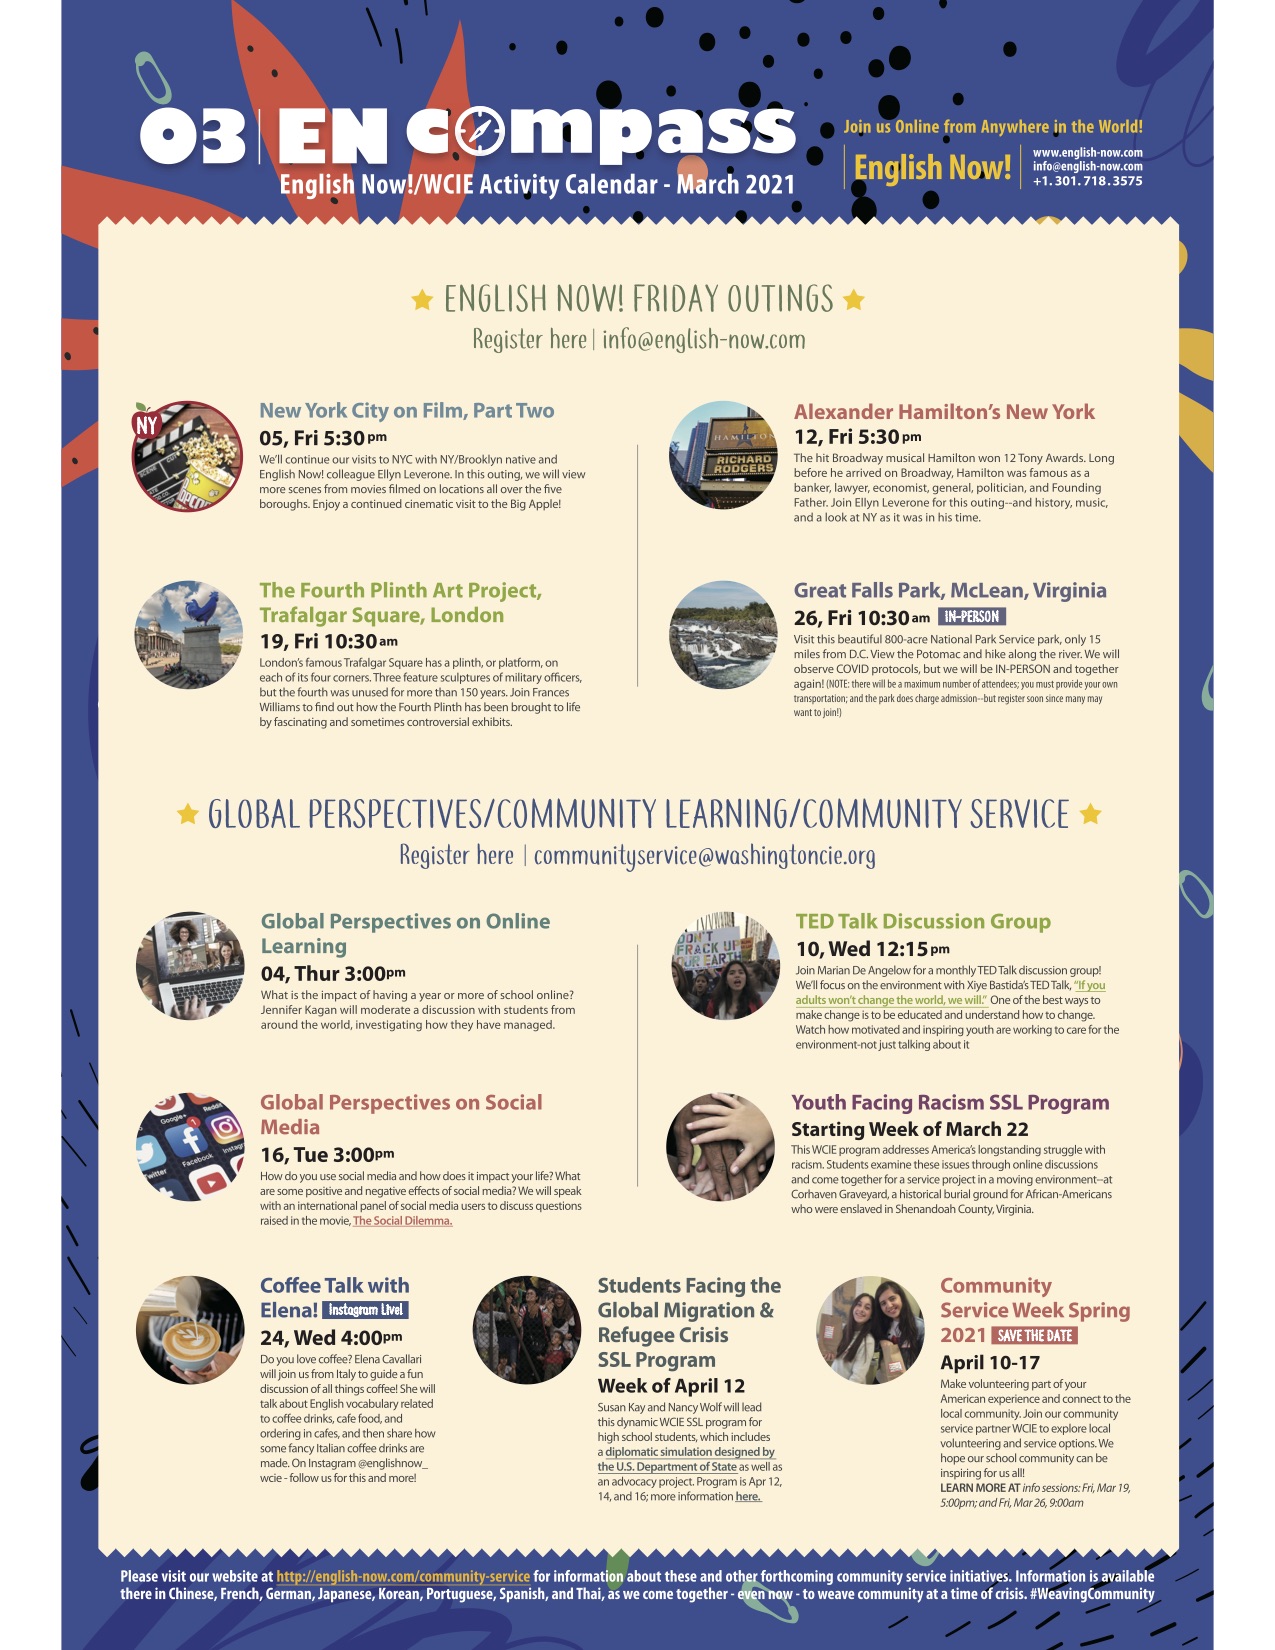 03 | EN compass
English Now!/WCIE Activity Calendar - March 2021
Join us Online from Anywhere in the World!
English Now!
www.english-now.com
info@english-now.com
+1.301.718.3575
ENGLISH NOW! FRIDAY OUTINGS
Register here | info@english-now.com
NY
New York City on Film, Part Two
05, Fri 5:30 pm
We'll continue our visits to NYC with NY/Brooklyn native and
English Now! colleague Ellyn Leverone. In this outing, we will view
more scenes from movies filmed on locations all over the five
boroughs. Enjoy a continued cinematic visit to the Big Apple!
HAMILTON
RICHARD
RODGERS
Alexander Hamilton's New York
12, Fri 5:30 pm
The hit Broadway musical Hamilton won 12 Tony Awards. Long
before he arrived on Broadway, Hamilton was famous as a
banker, lawyer, economist, general, politician, and Founding
Father. Join Ellyn Leverone for this outing--and history, music,
and a look at NY as it was in his time.
The Fourth Plinth Art Project,
Trafalgar Square, London
19, Fri 10:30 am
London's famous Trafalgar Square has a plinth, or platform, on
each of its four corners. Three feature sculptures of military officers,
but the fourth was unused for more than 150 years. Join Frances
Williams to find out how the Fourth Plinth has been brought to life
by fascinating and sometimes controversial exhibits.
Great Falls Park, McLean, Virginia
26, Fri 10:30 am IN-PERSON
Visit this beautiful 800-acre National Park Service park, only 15
miles from D.C. View the Potomac and hike along the river. We will
observe COVID protocols, but we will be IN-PERSON and together
again! (NOTE: there will be a maximum number of attendees; you must provide your own
transportation; and the park does charge admission--but register soon since many may
want to join!)
GLOBAL PERSPECTIVES/COMMUNITY LEARNING/COMMUNITY SERVICE
Register here | communityservice@washingtoncie.org
Global Perspectives on Online
Learning
04, Thur 3:00pm
What is the impact of having a year or more of school online?
Jennifer Kagan will moderate a discussion with students from
around the world, investigating how they have managed.
DON'T
FRACK UP
OUR EARTH
TED Talk Discussion Group
10, Wed 12:15 pm
Join Marian De Angelow for a monthly TED Talk discussion group!
We'll focus on the environment with Xiye Bastida's TED Talk, "If you
adults won't change the world, we will." One of the best ways to
make change is to be educated and understand how to change.
Watch how motivated and inspiring youth are working to care for the
environment-not just talking about it
Google+
Reddit
Facebook
Global Perspectives on Social
Media
16, Tue 3:00pm
How do you use social media and how does it impact your life? What
are some positive and negative effects of social media? We will speak
with an international panel of social media users to discuss questions
raised in the movie, The Social Dilemma.
Youth Facing Racism SSL Program
Starting Week of March 22
This WCIE program addresses America's longstanding struggle with
racism. Students examine these issues through online discussions
and come together for a service project in a moving environment--at
Corhaven Graveyard, a historical burial ground for African-Americans
who were enslaved in Shenandoah County, Virginia.
Coffee Talk with
Elena! Instagram Live!
24, Wed 4:00pm
Do you love coffee? Elena Cavallari
will join us from Italy to guide a fun
discussion of all things coffee! She will
talk about English vocabulary related
to coffee drinks, cafe food, and
ordering in cafes, and then share how
some fancy Italian coffee drinks are
made. On Instagram @englishnow_
wcie - follow us for this and more!
Students Facing the
Global Migration &
Refugee Crisis
SSL Program
Week of April 12
Susan Kay and Nancy Wolf will lead
this dynamic WCIE SSL program for
high school students, which includes
a diplomatic simulation designed by
the U.S. Department of State as well as
an advocacy project. Program is Apr 12,
14, and 16; more information here.
Community
Service Week Spring
2021 SAVE THE DATE
April 10-17
Make volunteering part of your
American experience and connect to the
local community. Join our community
service partner WCIE to explore local
volunteering and service options. We
hope our school community can be
inspiring for us all!
LEARN MORE AT info sessions: Fri, Mar 19,
5:00pm; and Fri, Mar 26, 9:00am
Please visit our website at http://english-now.com/community-service for information about these and other forthcoming community service initiatives. Information is available
there in Chinese, French, German, Japanese, Korean, Portuguese, Spanish, and Thai, as we come together - even now - to weave community at a time of crisis. #WeavingCommunity